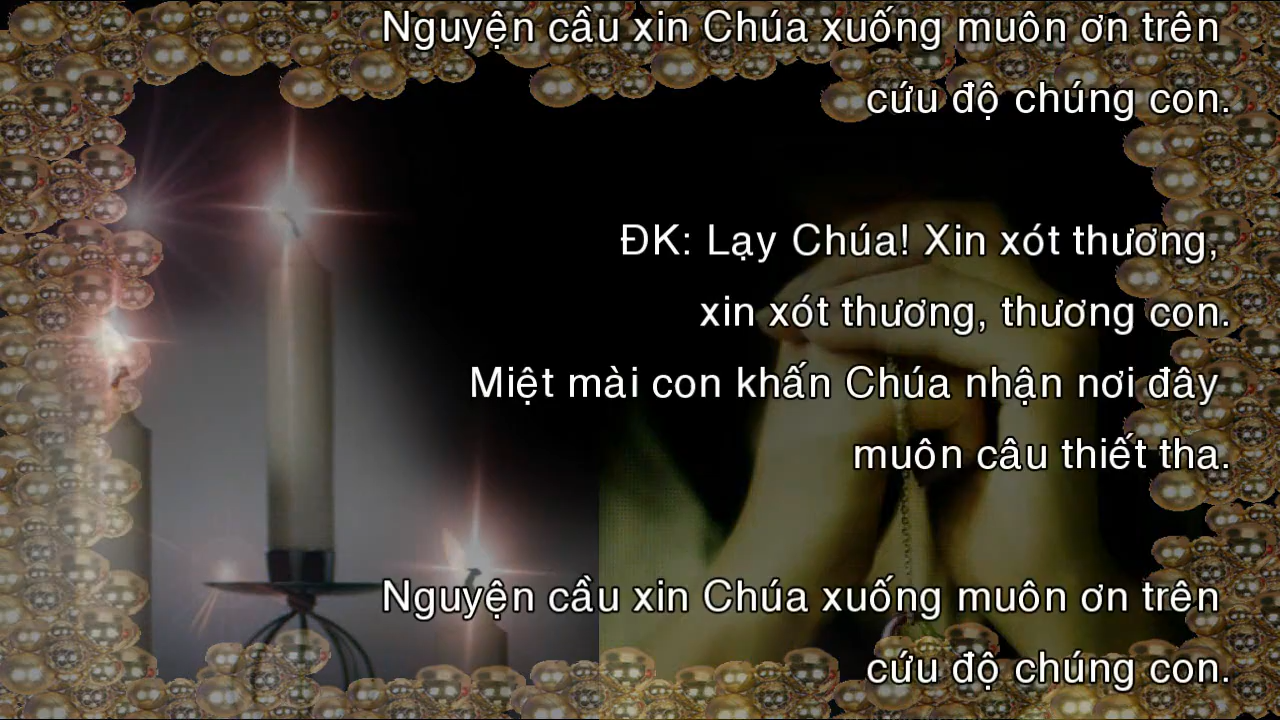 Nguyện cầu xin Chúa xuống muôn ơn trên
cứu độ chúng con.
ĐK: Lạy Chúa! Xin xót thương,
xin xót thương, thương con.
Miệt mài con khấn Chúa nhận nơi đây
muôn câu thiết tha.
Nguyện cầu xin Chúa xuống muôn ơn trên
cứu độ chúng con.